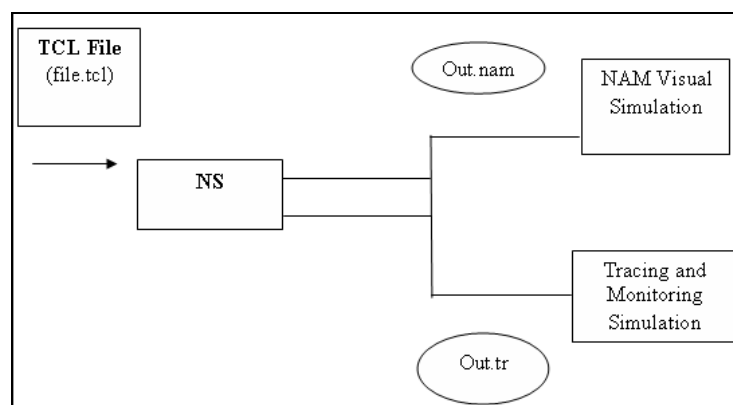 TCL File
(file.tcl)
Out.nam
NAM Visual
Simulation
NS
Tracing and
Monitoring
Simulation
Out.tr